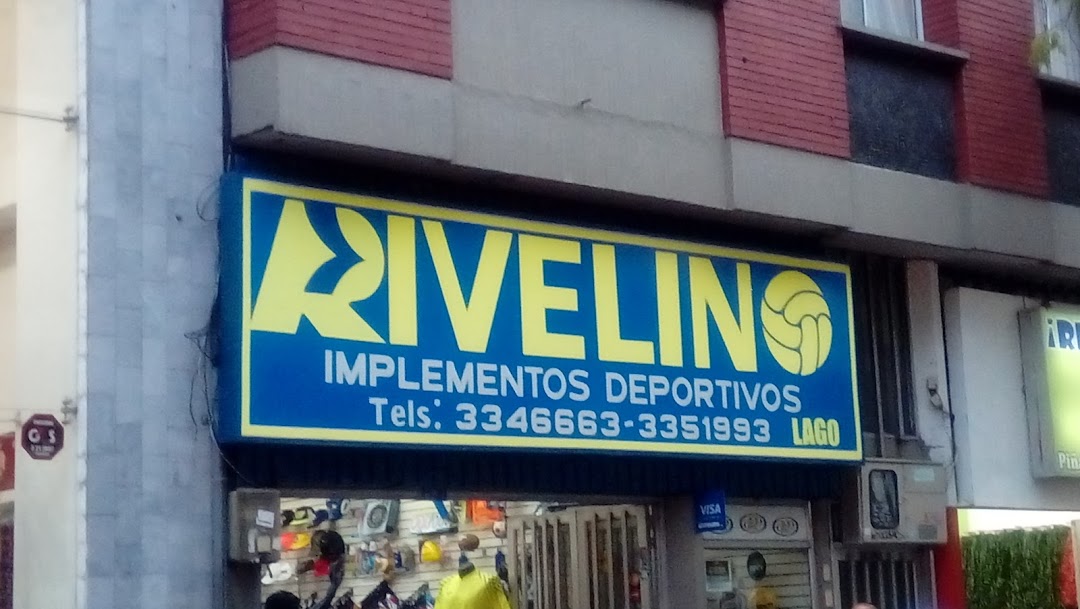 RIVELINO
IMPLEMENTOS DEPORTIVOS
Tels: 3346663-3351993 LAGO
VISA
G S